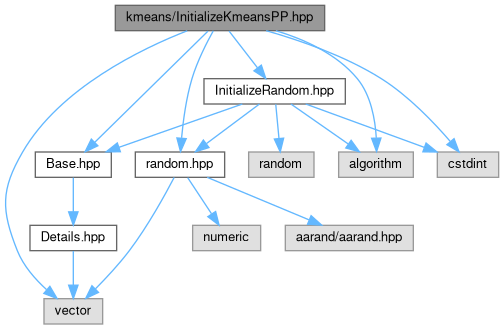 kmeans/InitializeKmeansPP.hpp
InitializeRandom.hpp
Base.hpp
random.hpp
random
algorithm
cstdint
Details.hpp
numeric
aarand/aarand.hpp
vector